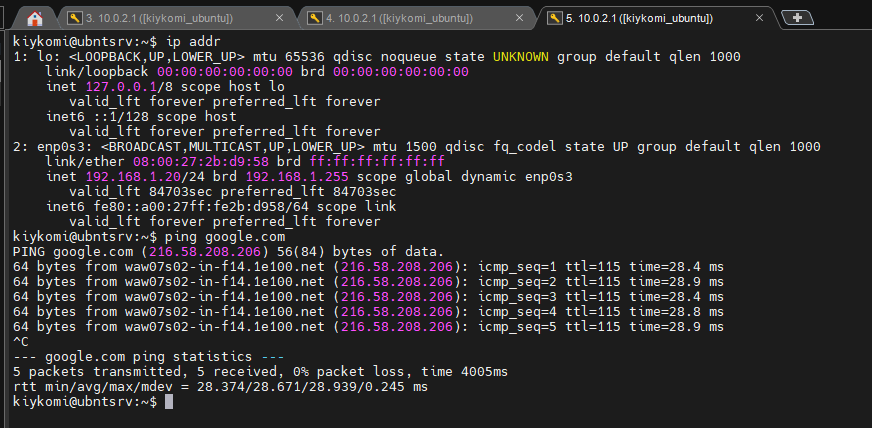 3. 10.0.2.1 ([kiykomi_ubuntu])
4. 10.0.2.1 ([kiykomi_ubuntu])
5. 10.0.2.1 ([kiykomi_ubuntu])
kiykomi@ubntsrv:~$ ip addr
1: lo: <LOOPBACK,UP,LOWER_UP> mtu 65536 qdisc noqueue state UNKNOWN group default qlen 1000
    link/loopback 00:00:00:00:00:00 brd 00:00:00:00:00:00
    inet 127.0.0.1/8 scope host lo
       valid_lft forever preferred_lft forever
    inet6 ::1/128 scope host
       valid_lft forever preferred_lft forever
2: enp0s3: <BROADCAST,MULTICAST,UP,LOWER_UP> mtu 1500 qdisc fq_codel state UP group default qlen 1000
    link/ether 08:00:27:2b:d9:58 brd ff:ff:ff:ff:ff:ff
    inet 192.168.1.20/24 brd 192.168.1.255 scope global dynamic enp0s3
       valid_lft 84703sec preferred_lft 84703sec
    inet6 fe80::a00:27ff:fe2b:d958/64 scope link
       valid_lft forever preferred_lft forever
kiykomi@ubntsrv:~$ ping google.com
PING google.com (216.58.208.206) 56(84) bytes of data.
64 bytes from waw07s02-in-f14.1e100.net (216.58.208.206): icmp_seq=1 ttl=115 time=28.4 ms
64 bytes from waw07s02-in-f14.1e100.net (216.58.208.206): icmp_seq=2 ttl=115 time=28.9 ms
64 bytes from waw07s02-in-f14.1e100.net (216.58.208.206): icmp_seq=3 ttl=115 time=28.4 ms
64 bytes from waw07s02-in-f14.1e100.net (216.58.208.206): icmp_seq=4 ttl=115 time=28.8 ms
64 bytes from waw07s02-in-f14.1e100.net (216.58.208.206): icmp_seq=5 ttl=115 time=28.9 ms
^C
--- google.com ping statistics ---
5 packets transmitted, 5 received, 0% packet loss, time 4005ms
rtt min/avg/max/mdev = 28.374/28.671/28.939/0.245 ms
kiykomi@ubntsrv:~$